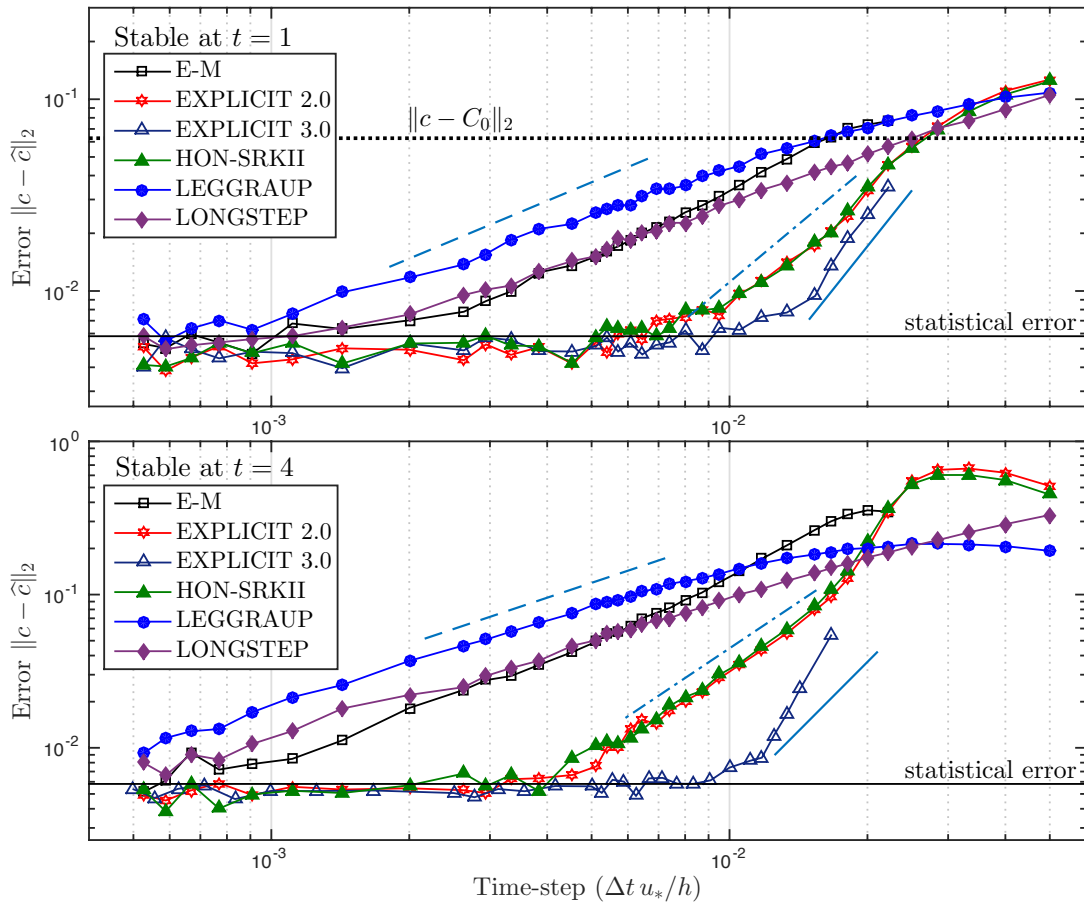 Stable at t = 1
E-M
EXPLICIT 2.0
EXPLICIT 3.0
HON-SRKII
LEGGRAUP
LONGSTEP
‖c − C₀‖₂
statistical error
Error ‖c − ĉ‖₂
10⁻¹
10⁻²
10⁻³
10⁻²
Stable at t = 4
E-M
EXPLICIT 2.0
EXPLICIT 3.0
HON-SRKII
LEGGRAUP
LONGSTEP
statistical error
Error ‖c − ĉ‖₂
10⁰
10⁻¹
10⁻²
10⁻³
10⁻²
Time-step (Δt u∗/h)